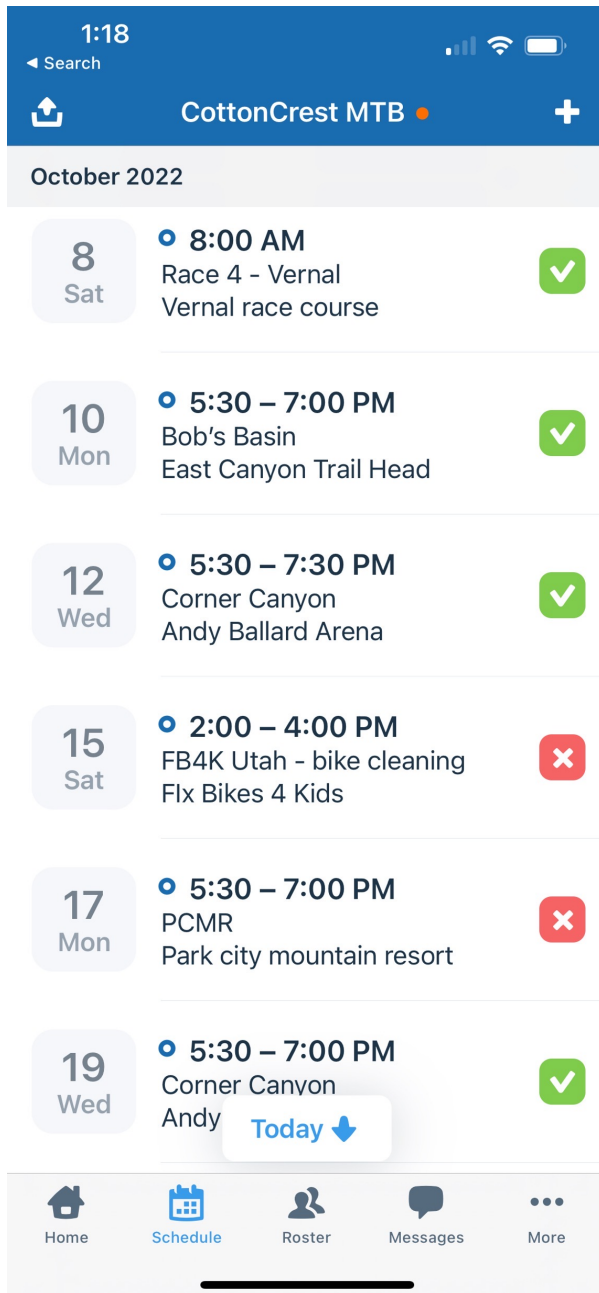 1:18
◀ Search
CottonCrest MTB
October 2022
8
Sat
8:00 AM
Race 4 - Vernal
Vernal race course
10
Mon
5:30 – 7:00 PM
Bob's Basin
East Canyon Trail Head
12
Wed
5:30 – 7:30 PM
Corner Canyon
Andy Ballard Arena
15
Sat
2:00 – 4:00 PM
FB4K Utah - bike cleaning
FIx Bikes 4 Kids
17
Mon
5:30 – 7:00 PM
PCMR
Park city mountain resort
19
Wed
5:30 – 7:00 PM
Corner Canyon
Andy
Today
Home
Schedule
Roster
Messages
More